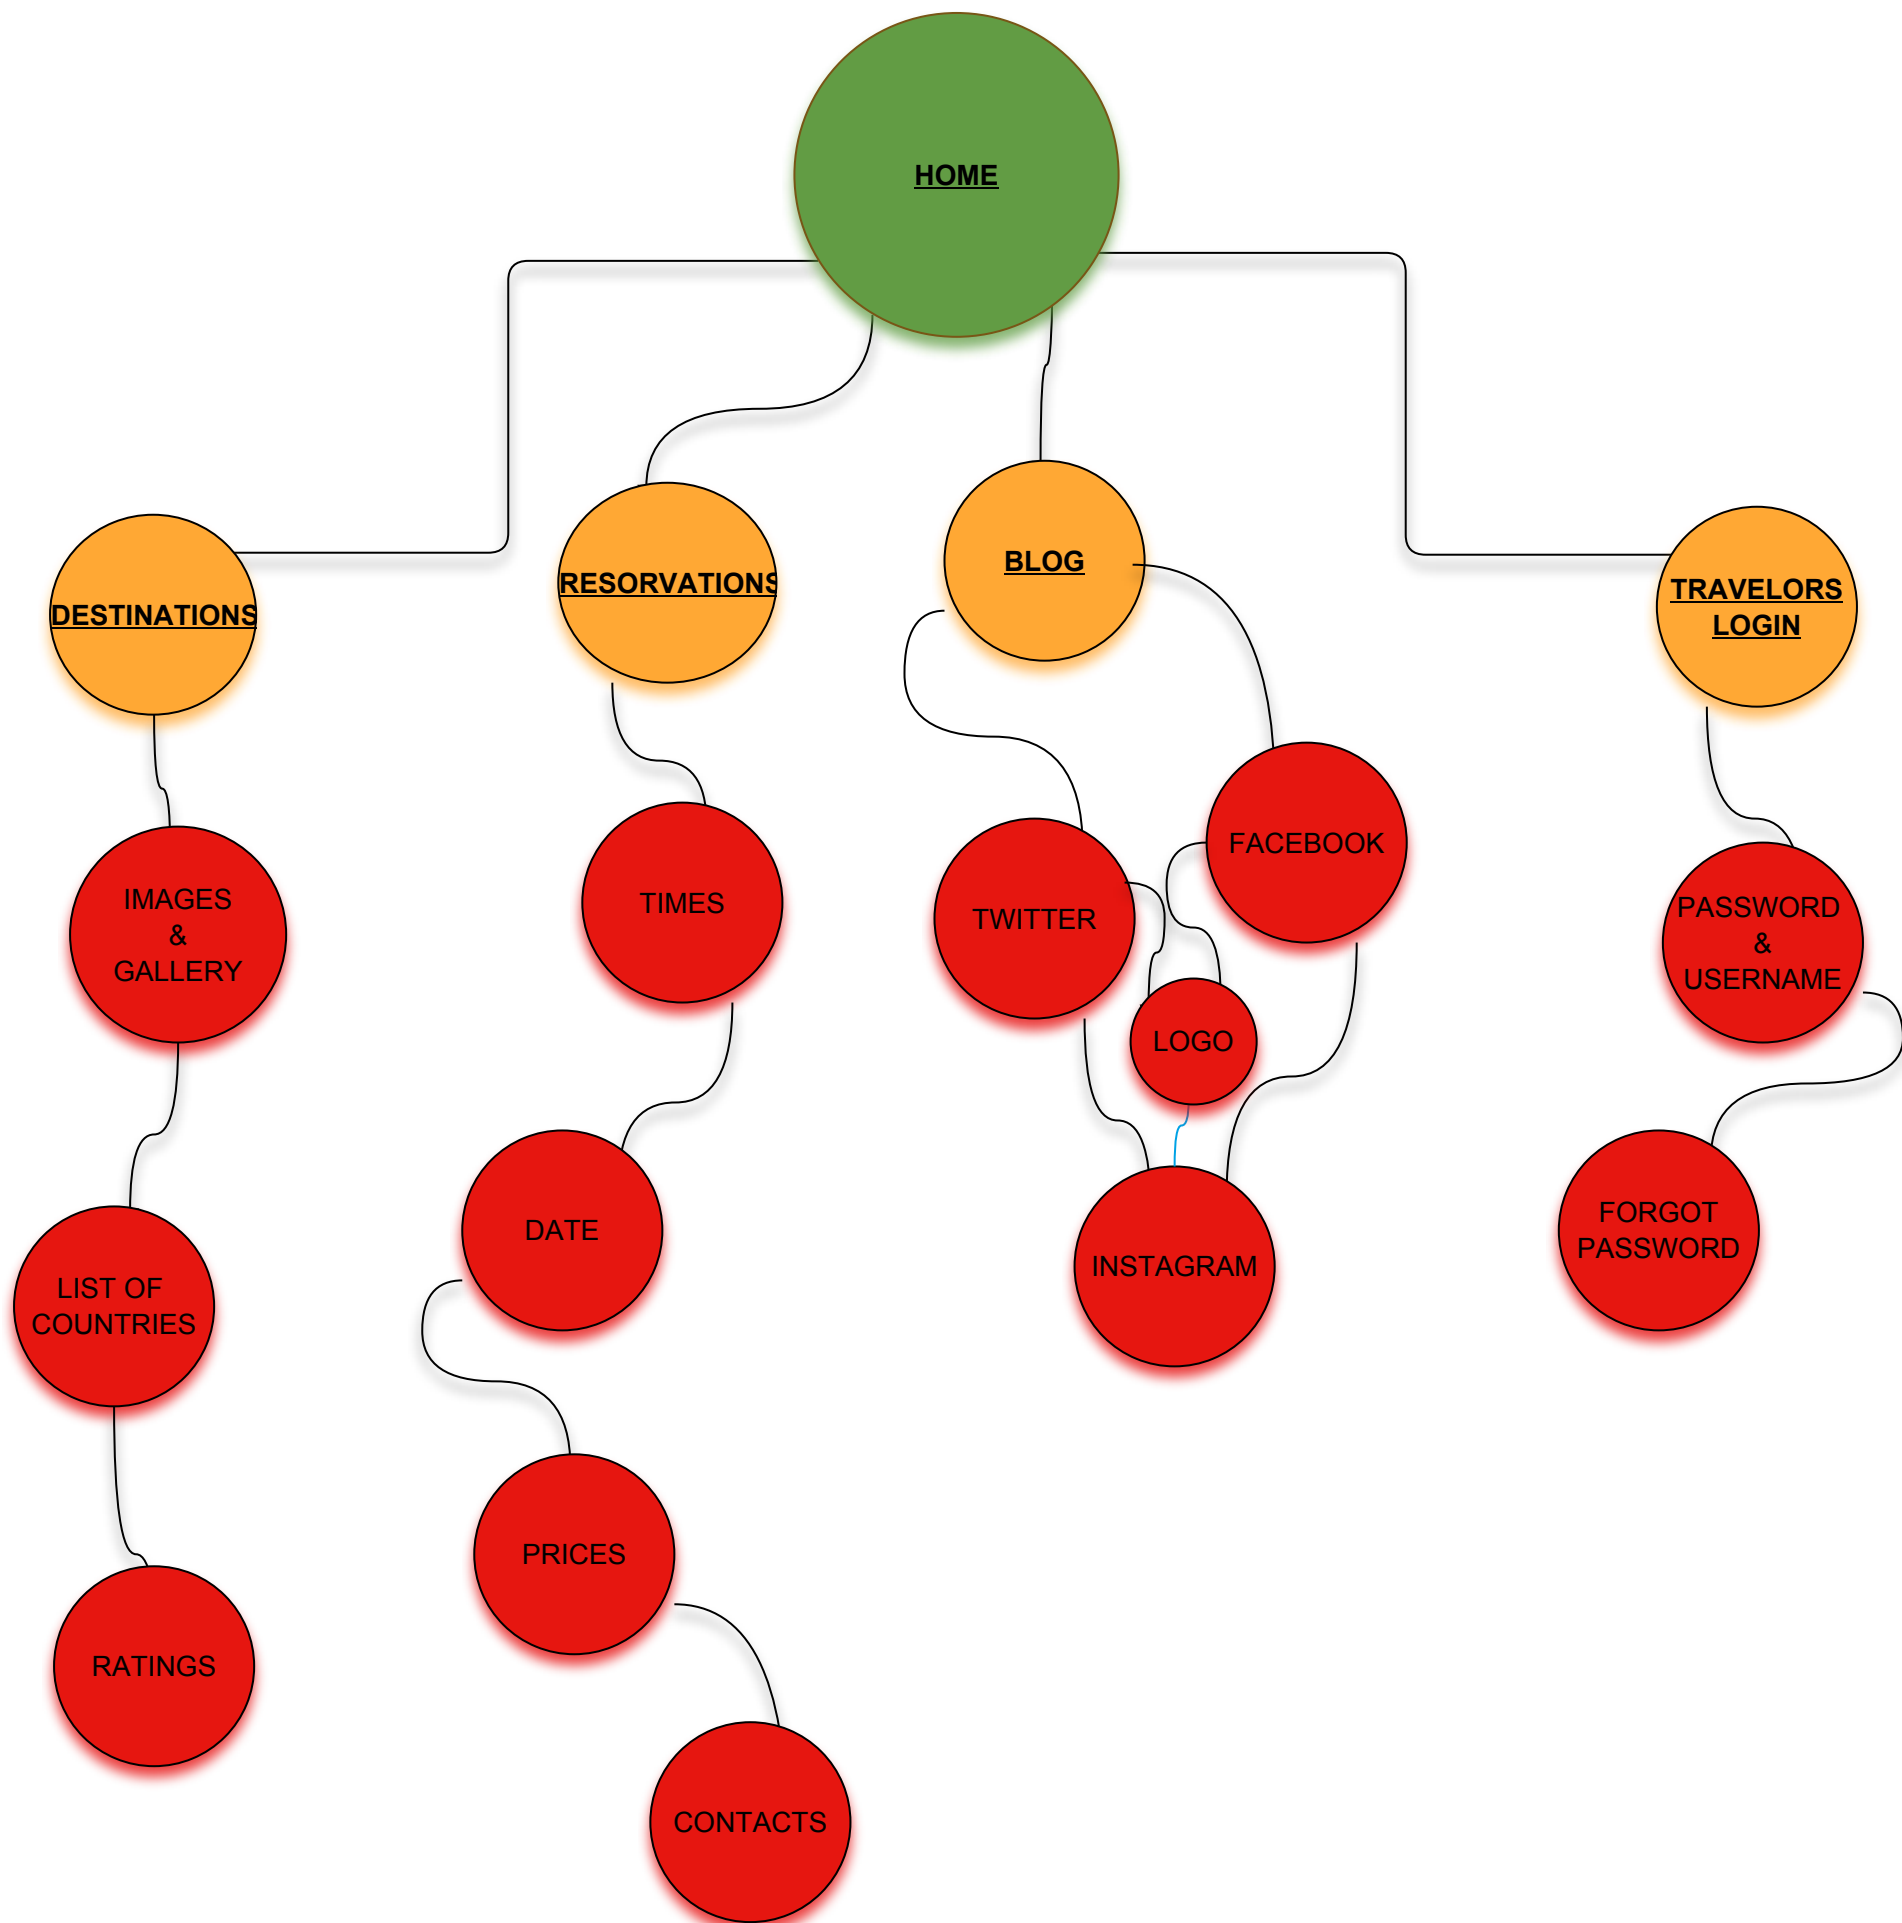 HOME
DESTINATIONS
RESORVATIONS
BLOG
TRAVELORS
LOGIN
IMAGES
&
GALLERY
TIMES
TWITTER
FACEBOOK
PASSWORD
&
USERNAME
LOGO
LIST OF
COUNTRIES
DATE
INSTAGRAM
FORGOT
PASSWORD
PRICES
RATINGS
CONTACTS